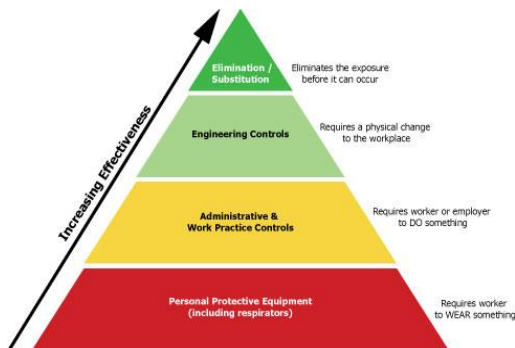 Increasing Effectiveness
Elimination /
Substitution
Eliminates the exposure
before it can occur
Engineering Controls
Requires a physical change
to the workplace
Administrative &
Work Practice Controls
Requires worker or employer
to DO something
Personal Protective Equipment
(including respirators)
Requires worker
to WEAR something